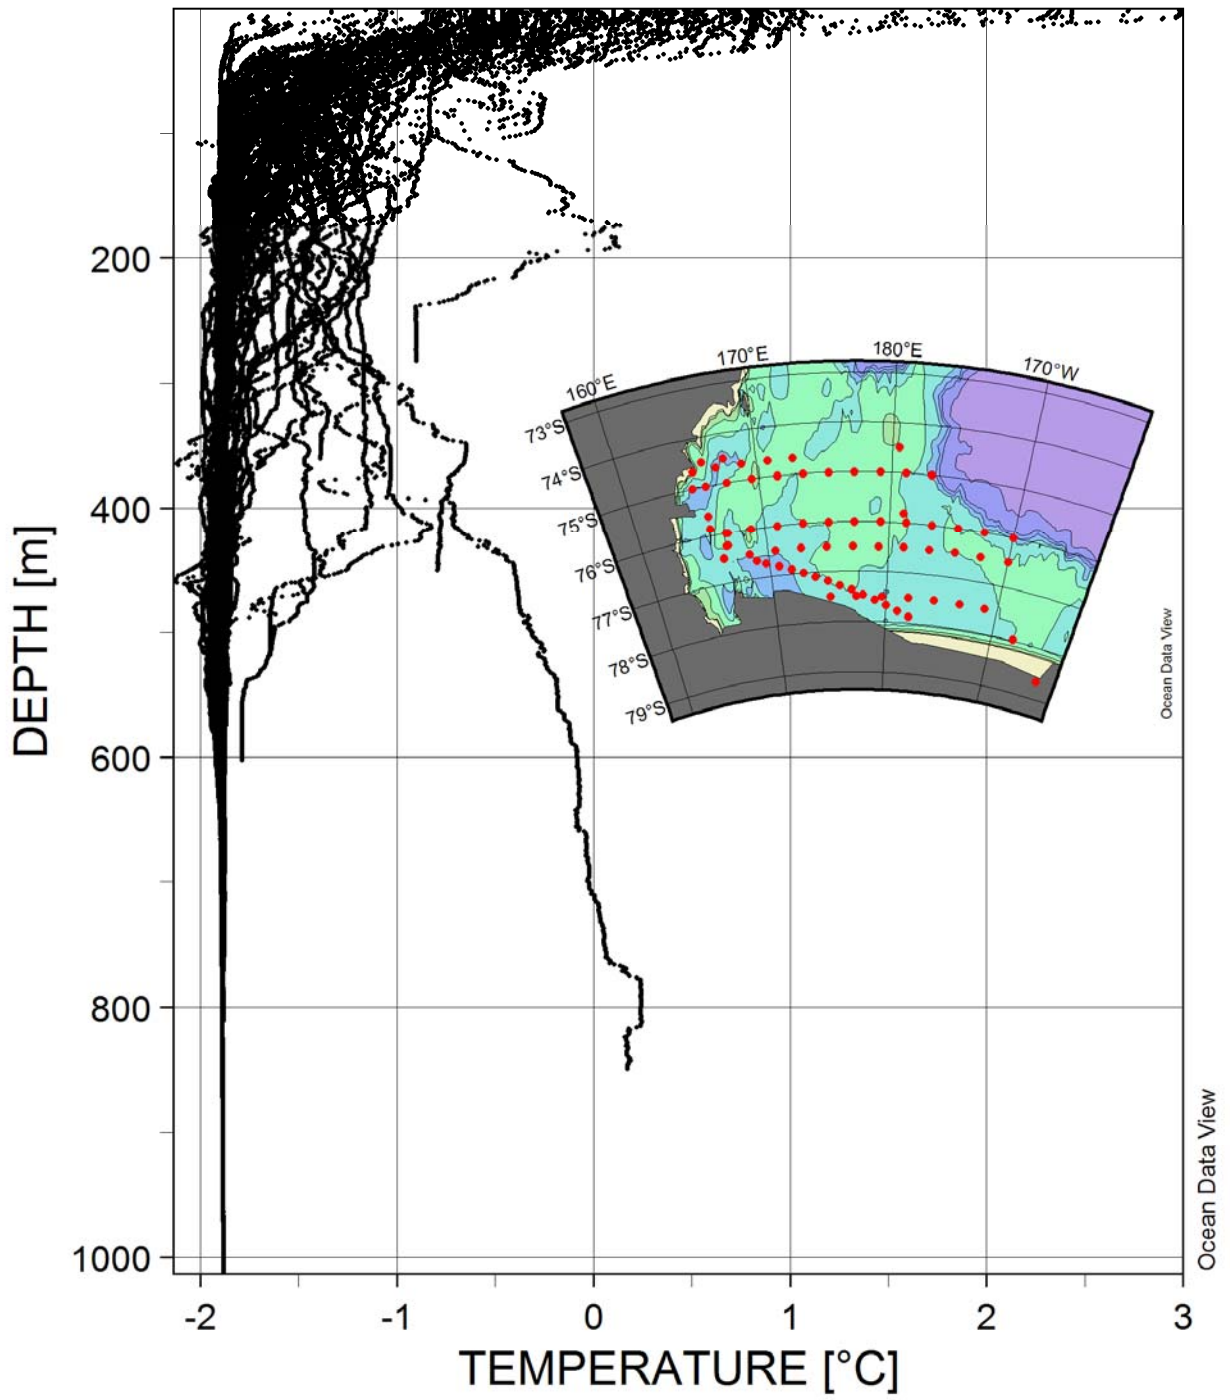 200
400
600
800
1000
DEPTH [m]
-2
-1
0
1
2
3
TEMPERATURE [°C]
160°E
170°E
180°E
170°W
73°S
74°S
75°S
76°S
77°S
78°S
79°S
Ocean Data View
Ocean Data View